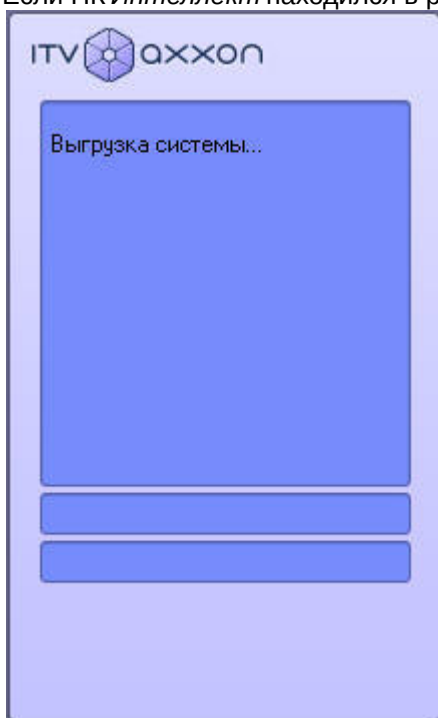 Если ПК Интеллект находился в р
ITV axxon
Выгрузка системы...